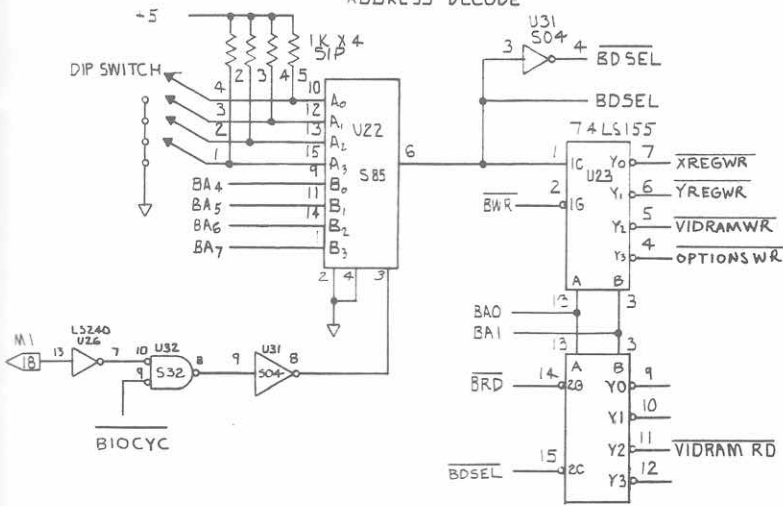 ADDRESS DECODE
-5
1K X 4
SIP
2 3 4 5
DIP SWITCH
4
3
2
1
10 A0
12 A1
13 A2
15 A3
9 B0
11 B1
14 B2
1 B3
U22
S85
6
BA4
BA5
BA6
BA7
2 4 3
U31
S04
3 4 BDSEL
BDSEL
74LS155
1 1C
U23
2 1G
BWR
Y0 7 XREGWR
Y1 6 YREGWR
Y2 5 VIDRAMWR
Y3 4 OPTIONSWR
A B
13 3
BA0
BA1
13 3
A B
BRD 14 2G
BDSEL 15 2C
Y0 9
Y1 10
Y2 11 VIDRAM RD
Y3 12
M1
18
13
LS240
U26
7
10
9
U32
S32
8
9
U31
S04
8
BIOCYC